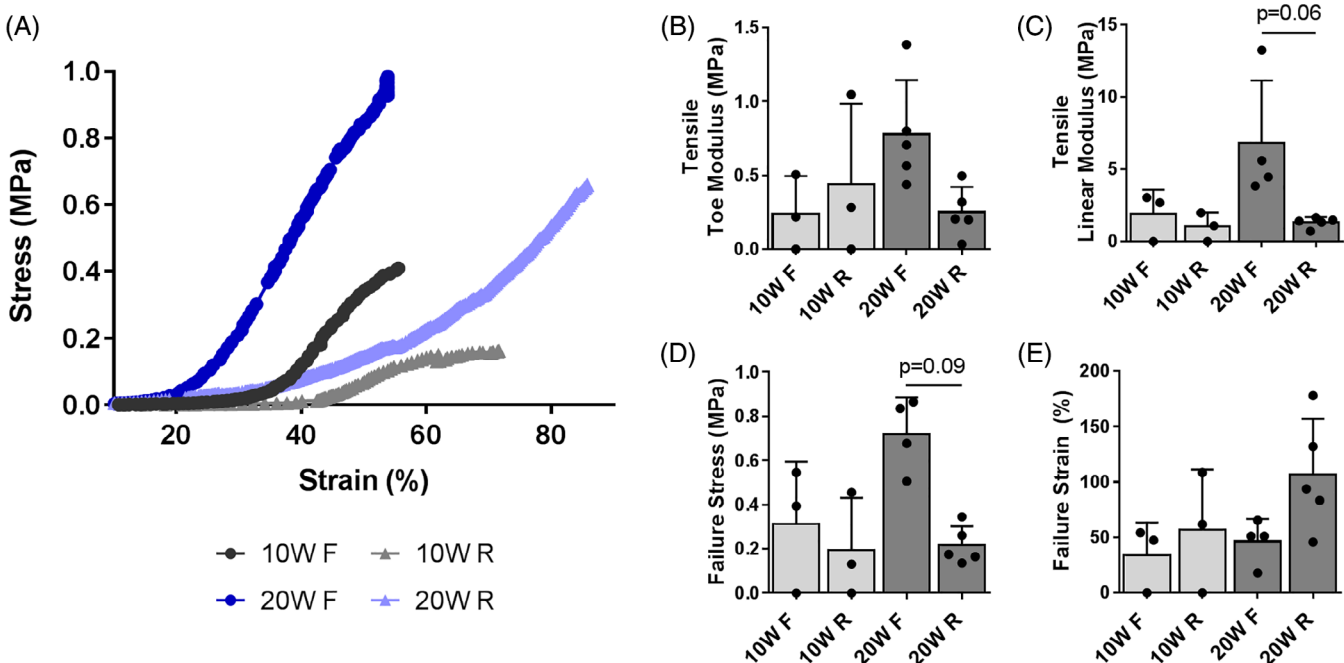 (A)
1.0
0.8
0.6
0.4
0.2
0.0
20
40
60
80
Stress (MPa)
Strain (%)
10W F
10W R
20W F
20W R
(B)
Tensile
Toe Modulus (MPa)
1.5
1.0
0.5
0.0
10W F
10W R
20W F
20W R
(C)
p=0.06
Tensile
Linear Modulus (MPa)
15
10
5
0
10W F
10W R
20W F
20W R
(D)
p=0.09
Failure Stress (MPa)
1.0
0.8
0.6
0.4
0.2
0.0
10W F
10W R
20W F
20W R
(E)
Failure Strain (%)
200
150
100
50
0
10W F
10W R
20W F
20W R